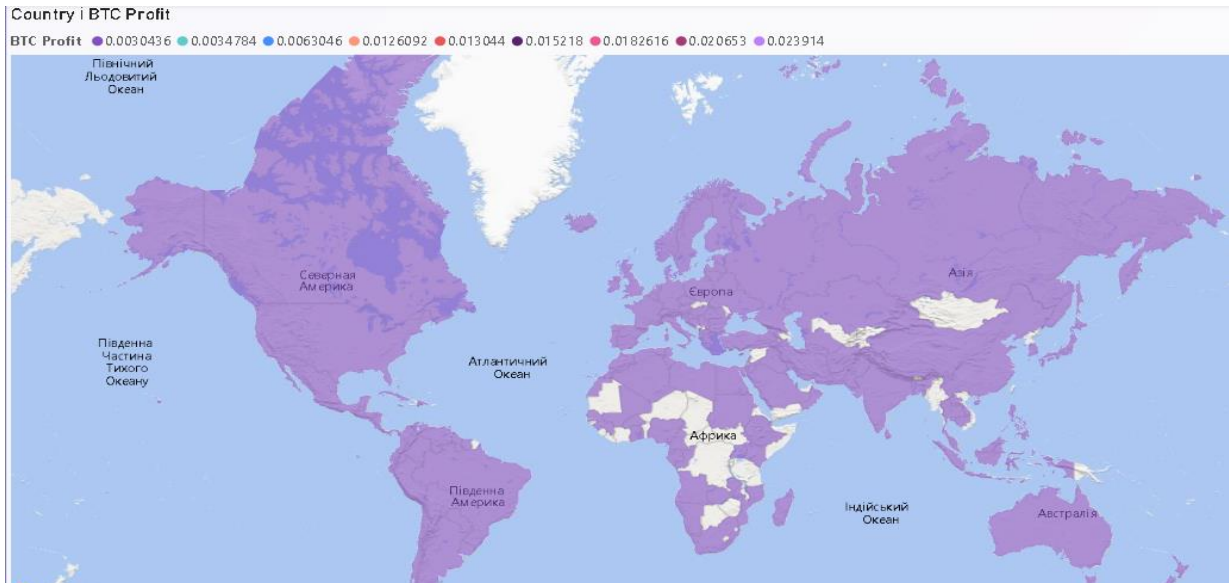 Country i BTC Profit
BTC Profit 0.0030436 0.0034784 0.0063046 0.0126092 0.013044 0.015218 0.0182616 0.020653 0.023914
Північний
Льодовитий
Океан
Северная
Америка
Азія
Європа
Південна
Частина
Тихого
Океану
Атлантичний
Океан
Африка
Південна
Америка
Індійський
Океан
Австралія